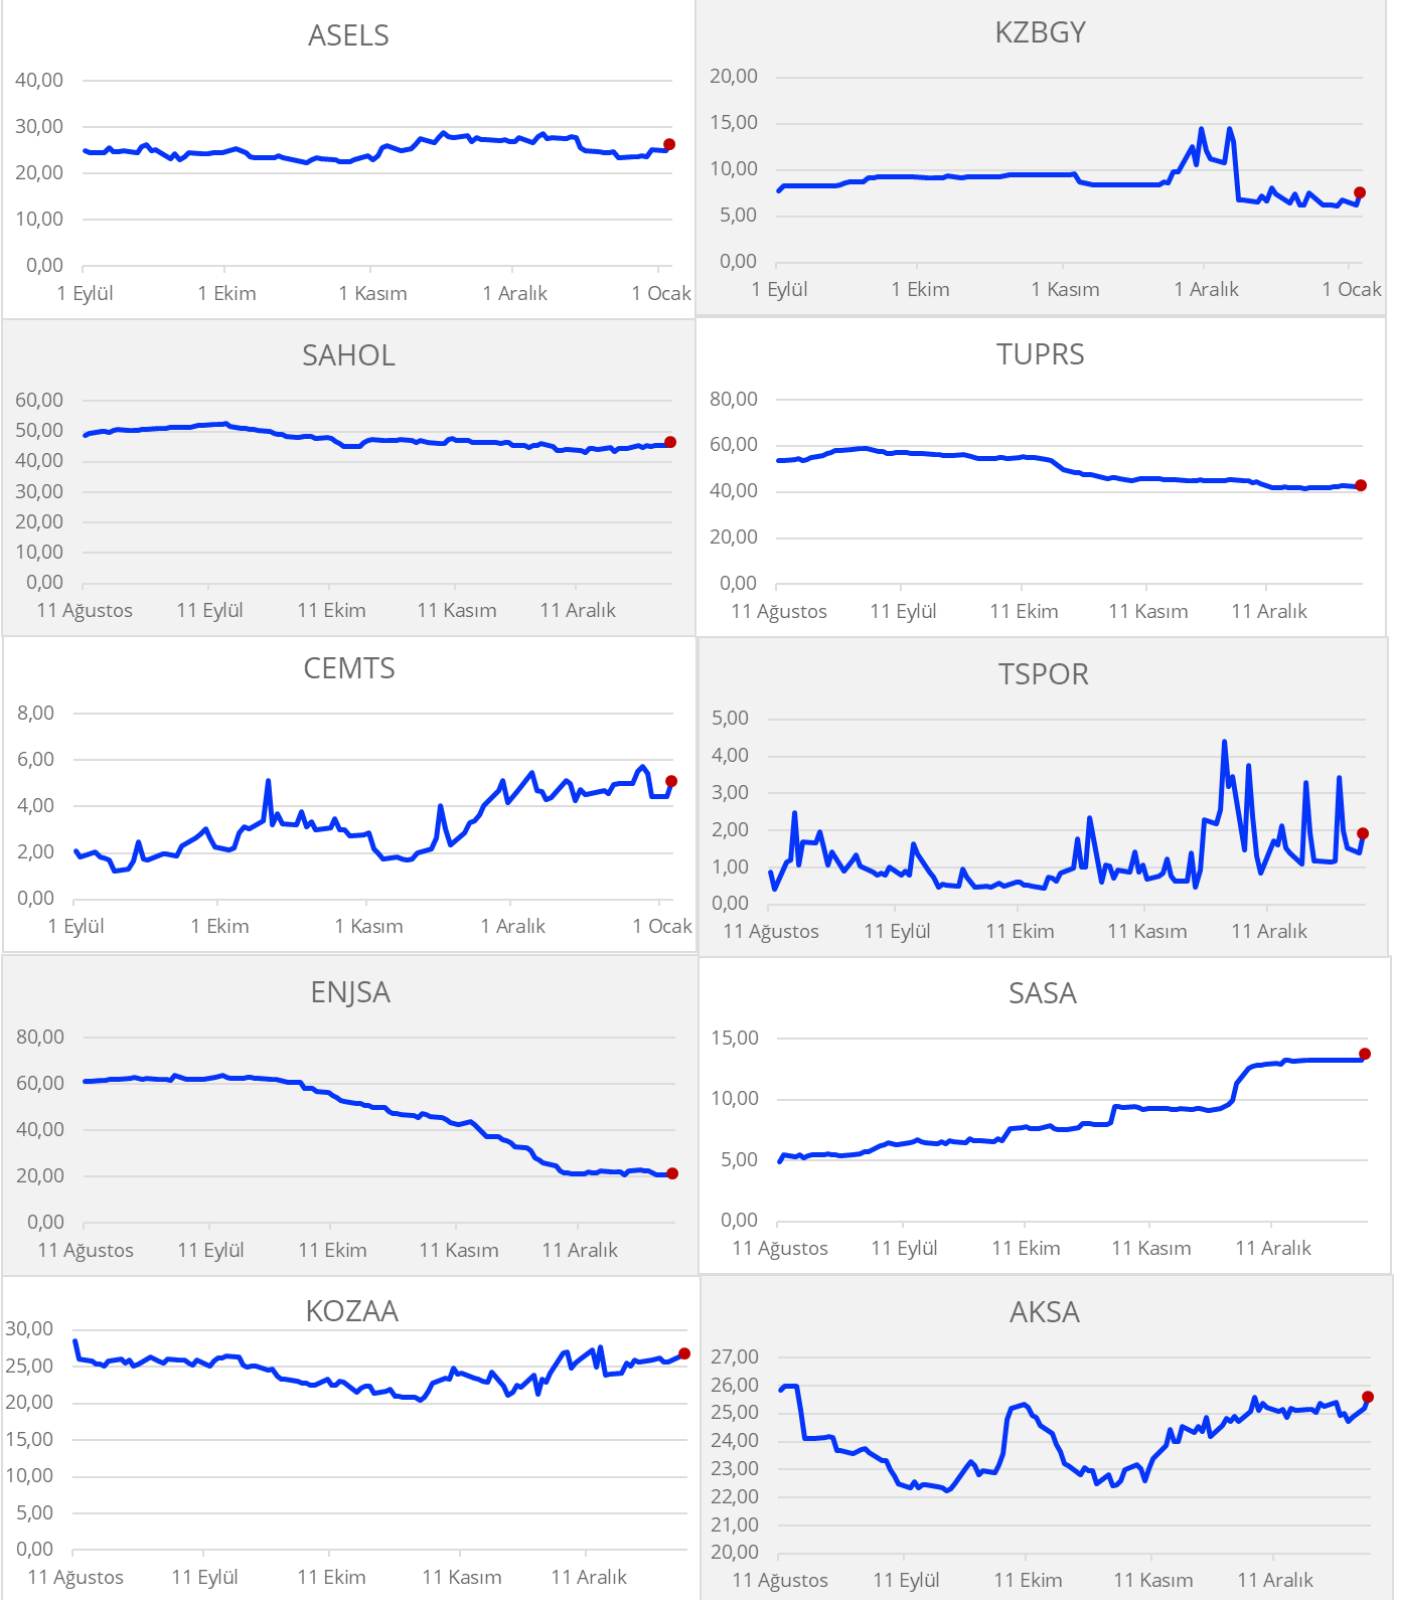 ASELS
40,00
30,00
20,00
10,00
0,00
1 Eylül 1 Ekim 1 Kasım 1 Aralık 1 Ocak
KZBGY
20,00
15,00
10,00
5,00
0,00
1 Eylül 1 Ekim 1 Kasım 1 Aralık 1 Ocak
SAHOL
60,00
50,00
40,00
30,00
20,00
10,00
0,00
11 Ağustos 11 Eylül 11 Ekim 11 Kasım 11 Aralık
TUPRS
80,00
60,00
40,00
20,00
0,00
11 Ağustos 11 Eylül 11 Ekim 11 Kasım 11 Aralık
CEMTS
8,00
6,00
4,00
2,00
0,00
1 Eylül 1 Ekim 1 Kasım 1 Aralık 1 Ocak
TSPOR
5,00
4,00
3,00
2,00
1,00
0,00
11 Ağustos 11 Eylül 11 Ekim 11 Kasım 11 Aralık
ENJSA
80,00
60,00
40,00
20,00
0,00
11 Ağustos 11 Eylül 11 Ekim 11 Kasım 11 Aralık
SASA
15,00
10,00
5,00
0,00
11 Ağustos 11 Eylül 11 Ekim 11 Kasım 11 Aralık
KOZAA
30,00
25,00
20,00
15,00
10,00
5,00
0,00
11 Ağustos 11 Eylül 11 Ekim 11 Kasım 11 Aralık
AKSA
27,00
26,00
25,00
24,00
23,00
22,00
21,00
20,00
11 Ağustos 11 Eylül 11 Ekim 11 Kasım 11 Aralık